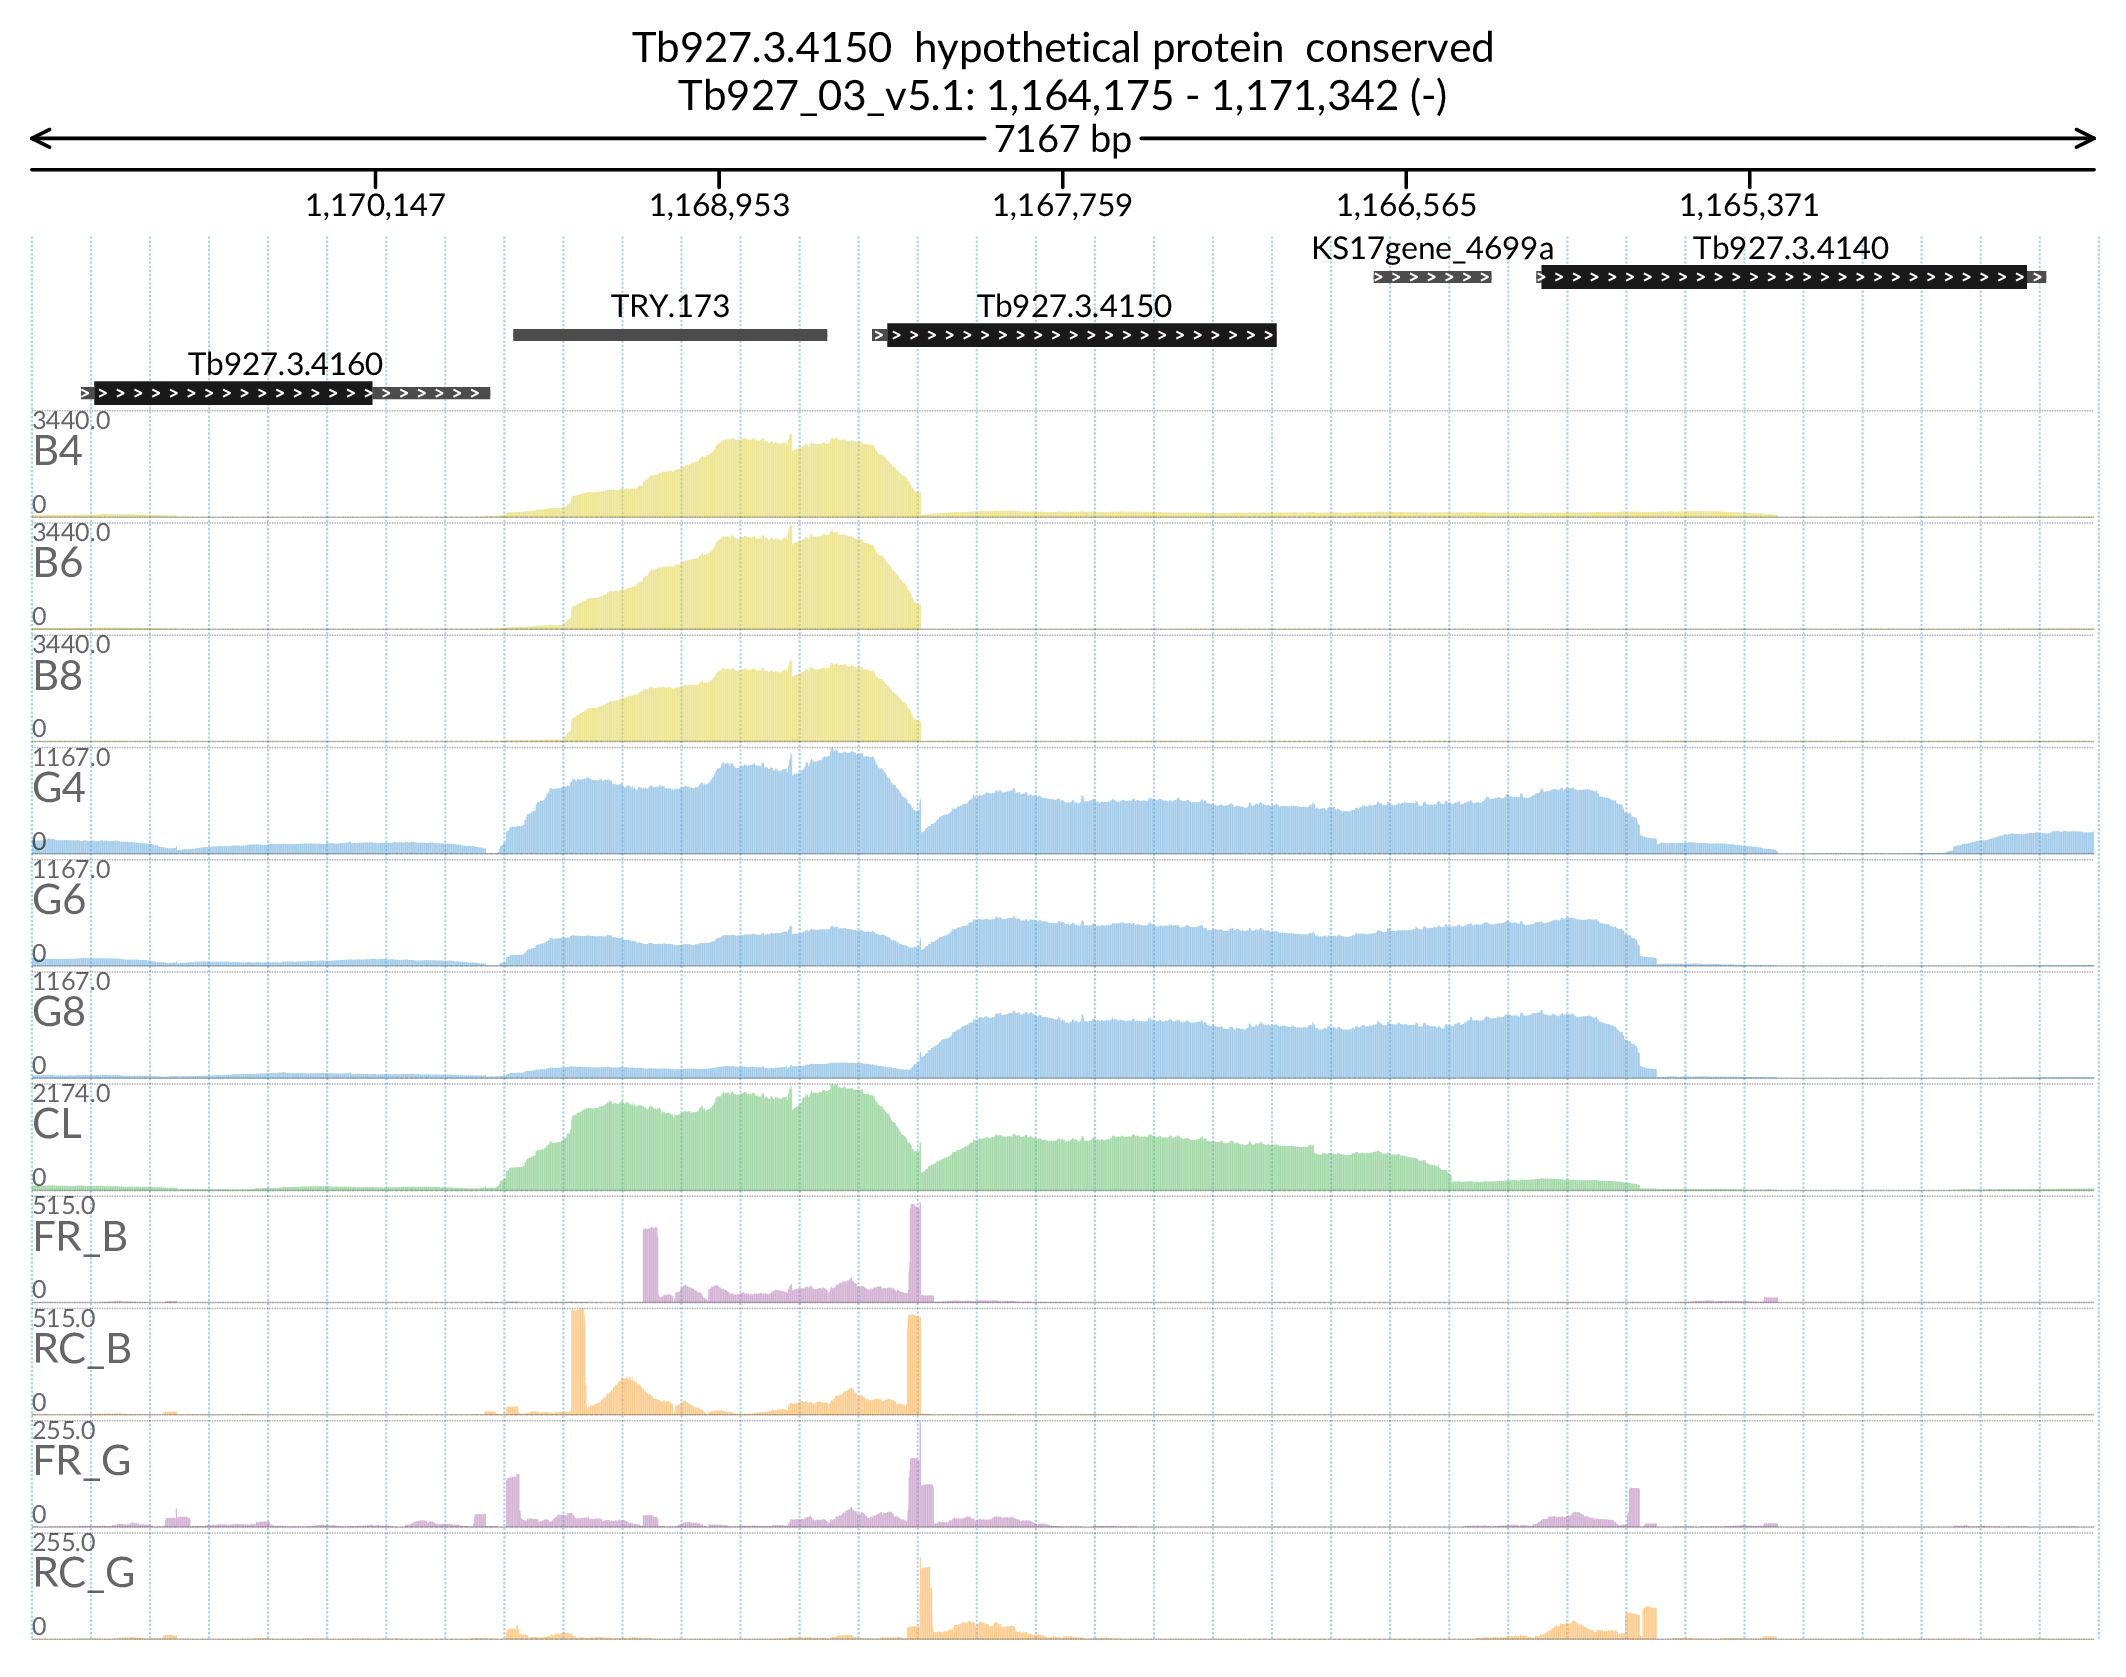 Tb927.3.4150  hypothetical protein  conserved
Tb927_03_v5.1: 1,164,175 - 1,171,342 (-)
7167 bp
1,170,147 1,168,953 1,167,759 1,166,565 1,165,371
KS17gene_4699a Tb927.3.4140
TRY.173 Tb927.3.4150
Tb927.3.4160
3440.0
B4
0
3440.0
B6
0
3440.0
B8
0
1167.0
G4
0
1167.0
G6
0
1167.0
G8
0
2174.0
CL
0
515.0
FR_B
0
515.0
RC_B
0
255.0
FR_G
0
255.0
RC_G
0